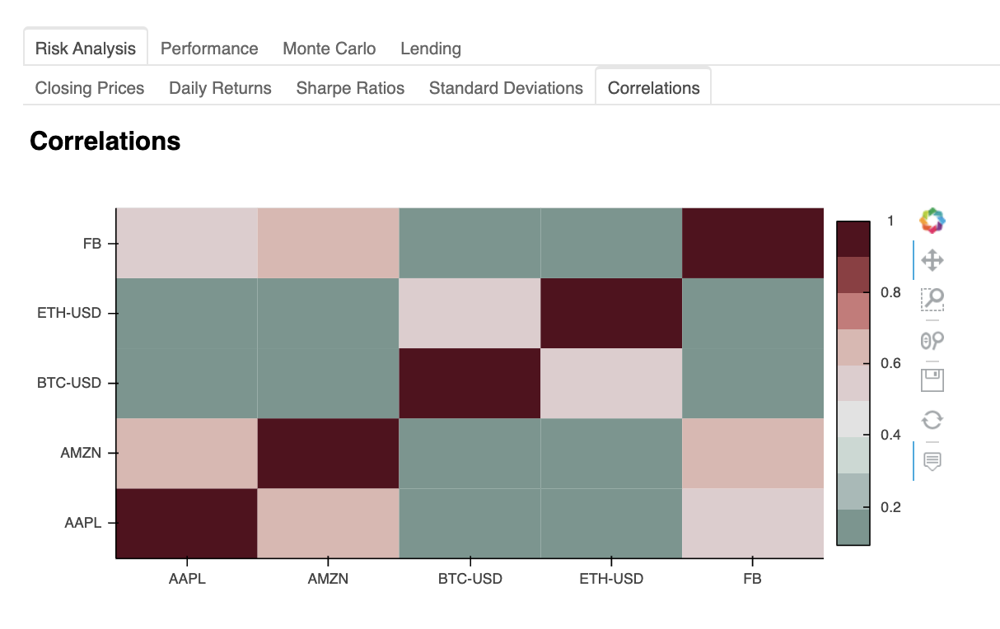 Risk Analysis Performance Monte Carlo Lending
Closing Prices Daily Returns Sharpe Ratios Standard Deviations Correlations
Correlations
FB
ETH-USD
BTC-USD
AMZN
AAPL
AAPL AMZN BTC-USD ETH-USD FB
1
0.8
0.6
0.4
0.2